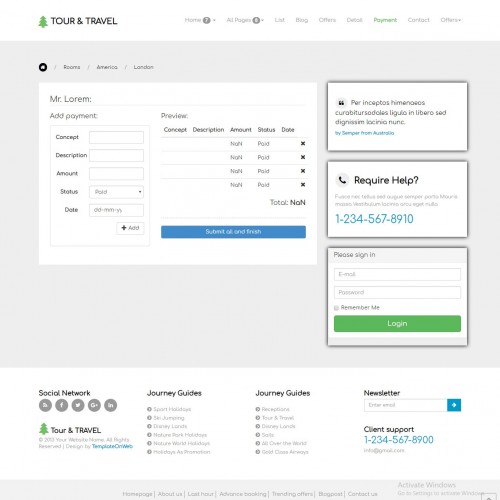 TOUR & TRAVEL
Home 7 All Pages 6 List Blog Offers Detail Payment Contact Offers+
/ Rooms / America / London
Mr. Lorem:
Add payment:
Concept
Description
Amount
Status Paid
Date dd-mm-yy
+ Add
Preview:
Concept Description Amount Status Date
NaN Paid ×
NaN Paid ×
NaN Paid ×
NaN Paid ×
Total: NaN
Submit all and finish
Per inceptos himenaeos
curabitursodales ligula in libero sed
dignissim lacinia nunc.
by Semper from Australia
Require Help?
Fusce nec tellus sed augue semper porta Mauris
massa Vestibulum lacinia arcu eget nulla
1-234-567-8910
Please sign in
E-mail
Password
Remember Me
Login
Social Network
Tour & TRAVEL
© 2013 Your Website Name. All Rights
Reserved | Design by TemplateOnWeb
Journey Guides
Sport Holidays
Ski Jumping
Disney Lands
Nature Park Holidays
Nature World Holidays
Holidays As Promotion
Journey Guides
Receptions
Tour & Travel
Disney Lands
Solia
All Over the World
Gold Class Airways
Newsletter
Enter email
Client support
1-234-567-8900
info@gmail.com
Activate Windows
Go to Settings to activate Windows
Homepage | About us | Last hour | Advance booking | Trending offers | Blogpost | Contact us